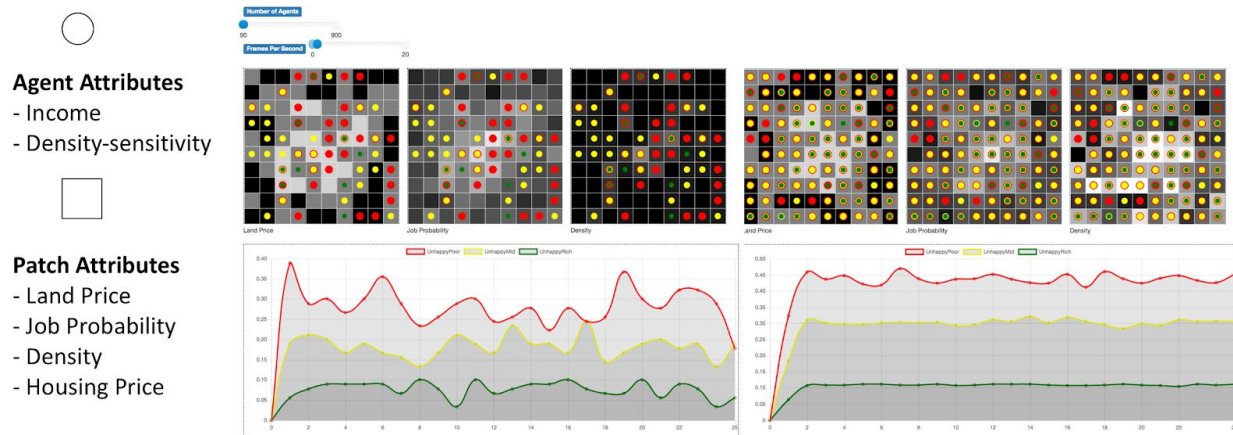 Number of Agents
90 900
Frames Per Second
0 20
Agent Attributes
- Income
- Density-sensitivity
Land Price Job Probability Density and Price Job Probability Density
Patch Attributes
- Land Price
- Job Probability
- Density
- Housing Price
UnhappyPoor UnhappyMid UnhappyRich
0.40
0.35
0.30
0.25
0.20
0.15
0.10
0.05
0
0 2 4 6 8 10 12 14 16 18 20 22 24 25
UnhappyPoor UnhappyMid UnhappyRich
0.50
0.45
0.40
0.35
0.30
0.25
0.20
0.15
0.10
0.05
0
0 2 4 6 8 10 12 14 16 18 20 22 24